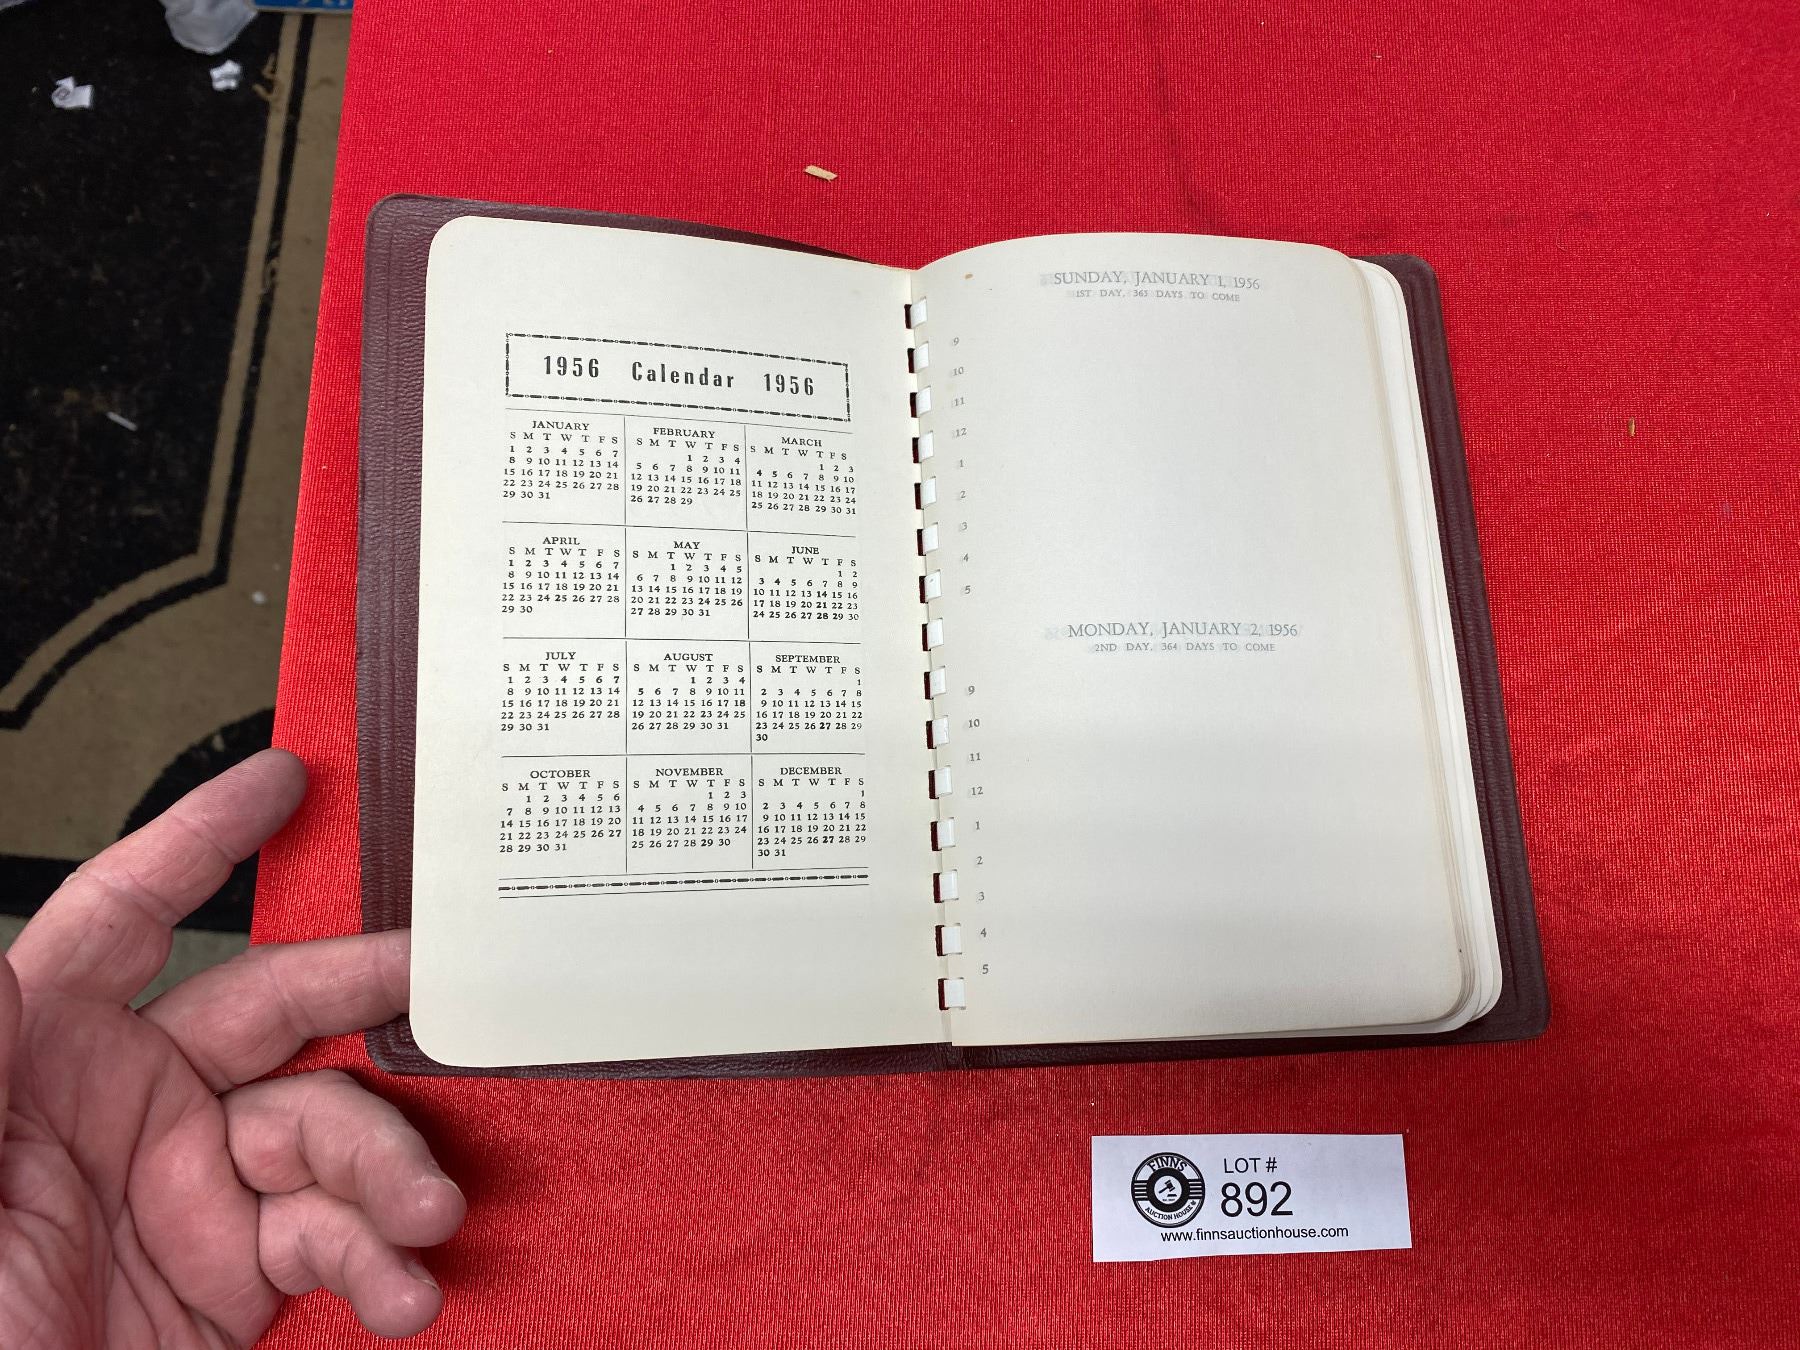 1956 Calendar 1956
JANUARY
S M T W T F S
1 2 3 4 5 6 7
8 9 10 11 12 13 14
15 16 17 18 19 20 21
22 23 24 25 26 27 28
29 30 31
FEBRUARY
S M T W T F S
1 2 3 4
5 6 7 8 9 10 11
12 13 14 15 16 17 18
19 20 21 22 23 24 25
26 27 28 29
MARCH
S M T W T F S
1 2 3
4 5 6 7 8 9 10
11 12 13 14 15 16 17
18 19 20 21 22 23 24
25 26 27 28 29 30 31
APRIL
S M T W T F S
1 2 3 4 5 6 7
8 9 10 11 12 13 14
15 16 17 18 19 20 21
22 23 24 25 26 27 28
29 30
MAY
S M T W T F S
1 2 3 4 5
6 7 8 9 10 11 12
13 14 15 16 17 18 19
20 21 22 23 24 25 26
27 28 29 30 31
JUNE
S M T W T F S
1 2
3 4 5 6 7 8 9
10 11 12 13 14 15 16
17 18 19 20 21 22 23
24 25 26 27 28 29 30
JULY
S M T W T F S
1 2 3 4 5 6 7
8 9 10 11 12 13 14
15 16 17 18 19 20 21
22 23 24 25 26 27 28
29 30 31
AUGUST
S M T W T F S
1 2 3 4
5 6 7 8 9 10 11
12 13 14 15 16 17 18
19 20 21 22 23 24 25
26 27 28 29 30 31
SEPTEMBER
S M T W T F S
1
2 3 4 5 6 7 8
9 10 11 12 13 14 15
16 17 18 19 20 21 22
23 24 25 26 27 28 29
30
OCTOBER
S M T W T F S
1 2 3 4 5 6
7 8 9 10 11 12 13
14 15 16 17 18 19 20
21 22 23 24 25 26 27
28 29 30 31
NOVEMBER
S M T W T F S
1 2 3
4 5 6 7 8 9 10
11 12 13 14 15 16 17
18 19 20 21 22 23 24
25 26 27 28 29 30
DECEMBER
S M T W T F S
1
2 3 4 5 6 7 8
9 10 11 12 13 14 15
16 17 18 19 20 21 22
23 24 25 26 27 28 29
30 31
SUNDAY, JANUARY 1, 1956
1ST DAY, 365 DAYS TO COME
9
10
11
12
1
2
3
4
5
MONDAY, JANUARY 2, 1956
2ND DAY, 364 DAYS TO COME
9
10
11
12
1
2
3
4
5
FINNS
AUCTION HOUSE
LOT #
892
www.finnsauctionhouse.com